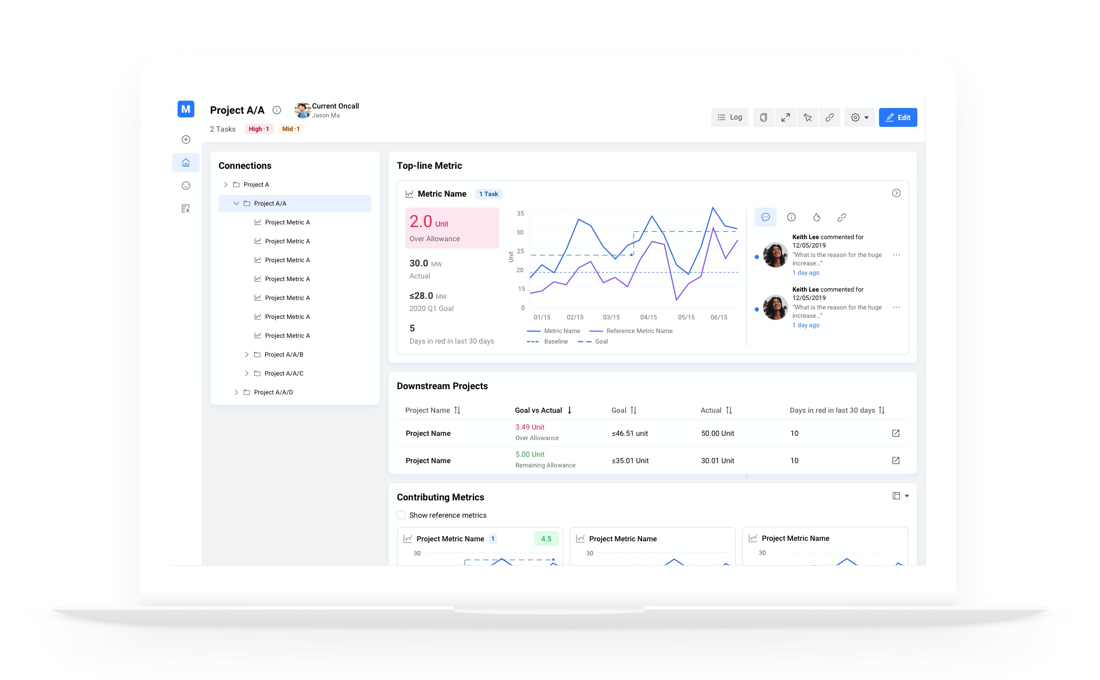 M
Project A/A
Current Oncall
Jason Ma
2 Tasks High·1 Mid·1
Log
Edit
Connections
Project A
Project A/A
Project Metric A
Project Metric A
Project Metric A
Project Metric A
Project Metric A
Project Metric A
Project Metric A
Project A/A/B
Project A/A/C
Project A/A/D
Top-line Metric
Metric Name 1 Task
2.0 Unit
Over Allowance
30.0 MW
Actual
≤28.0 MW
2020 Q1 Goal
5
Days in red in last 30 days
Unit
35
30
25
20
15
0
01/15 02/15 03/15 04/15 05/15 06/15
Metric Name Reference Metric Name
Baseline Goal
Keith Lee commented for
12/05/2019
"What is the reason for the huge
increase..."
1 day ago
Keith Lee commented for
12/05/2019
"What is the reason for the huge
increase..."
1 day ago
Downstream Projects
Project Name Goal vs Actual Goal Actual Days in red in last 30 days
Project Name 3.49 Unit ≤46.51 unit 50.00 Unit 10
Over Allowance
Project Name 5.00 Unit ≤35.01 Unit 30.01 Unit 10
Remaining Allowance
Contributing Metrics
Show reference metrics
Project Metric Name 1 4.5
30
Project Metric Name
30
Project Metric Name
30